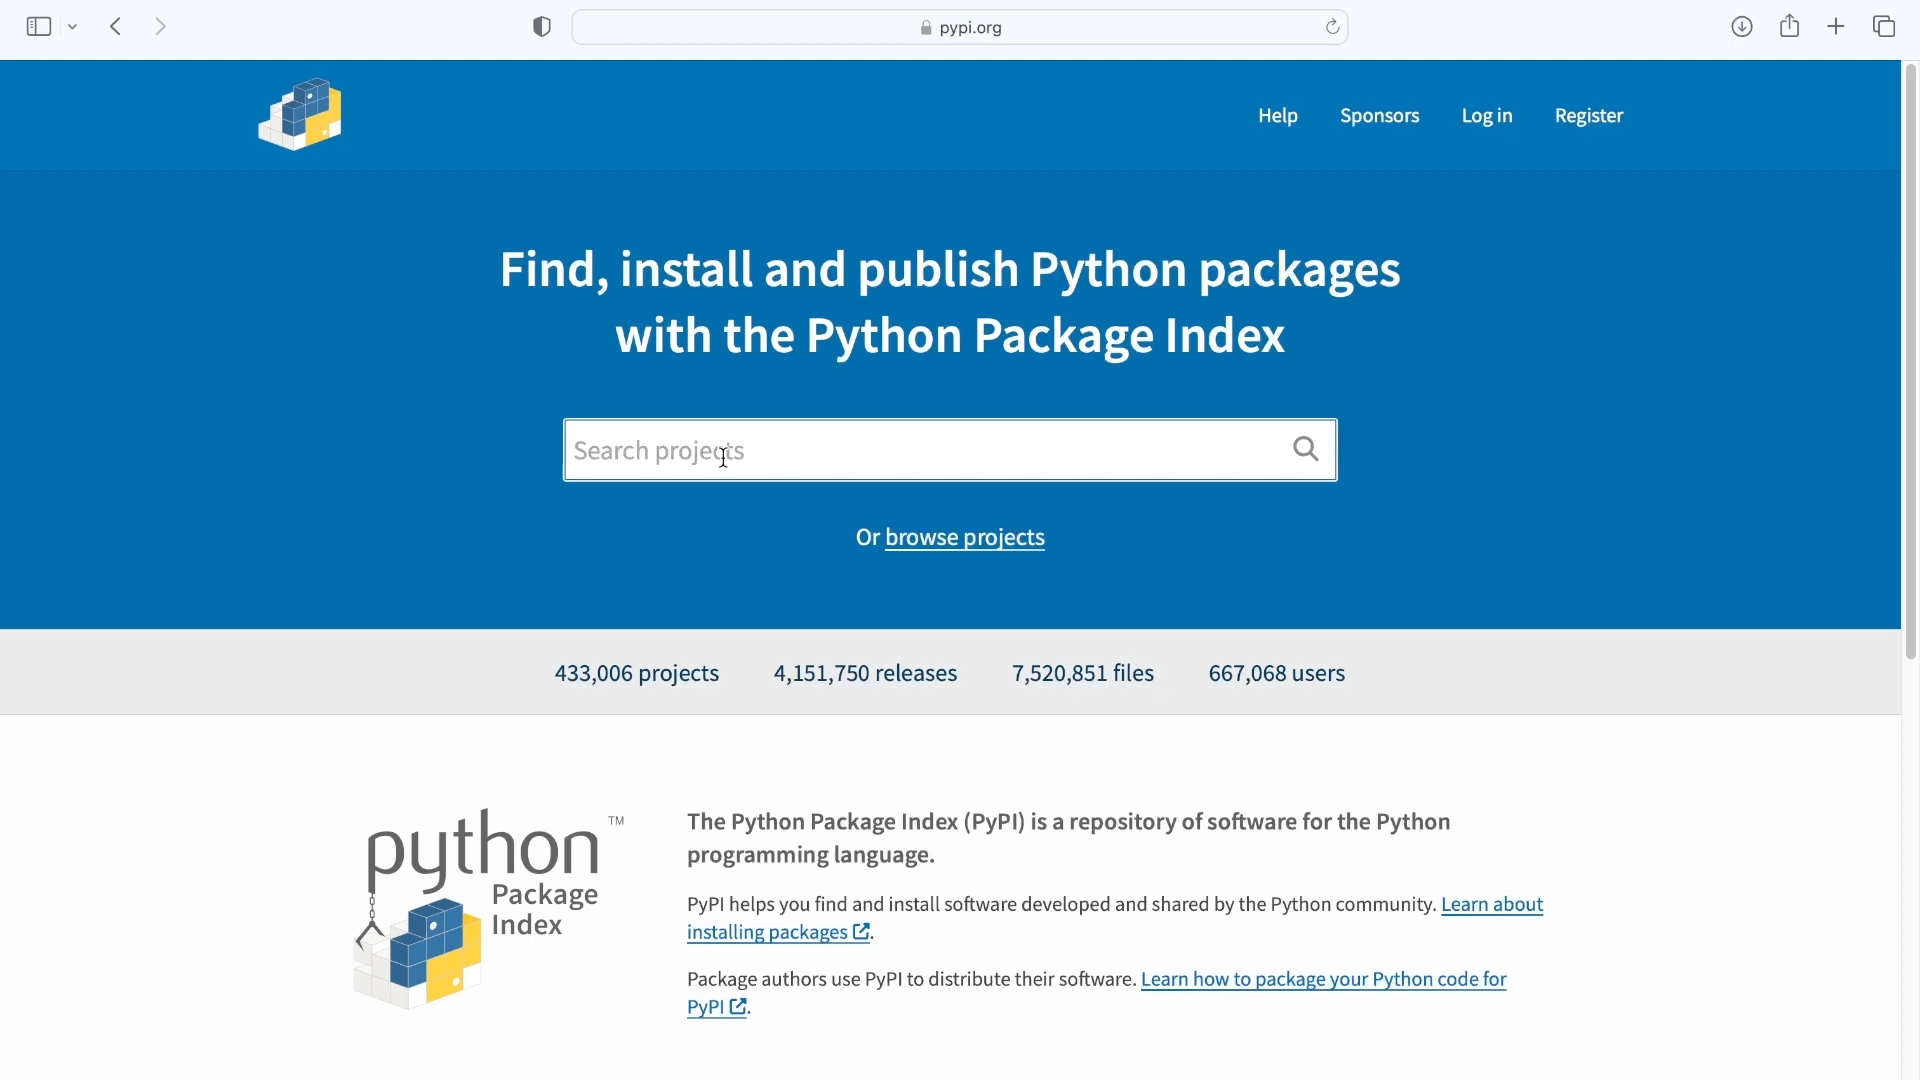 pypi.org
Help Sponsors Log in Register
Find, install and publish Python packages
with the Python Package Index
Search projects
Or browse projects
433,006 projects 4,151,750 releases 7,520,851 files 667,068 users
python™
Package
Index
The Python Package Index (PyPI) is a repository of software for the Python
programming language.
PyPI helps you find and install software developed and shared by the Python community. Learn about
installing packages.
Package authors use PyPI to distribute their software. Learn how to package your Python code for
PyPI.